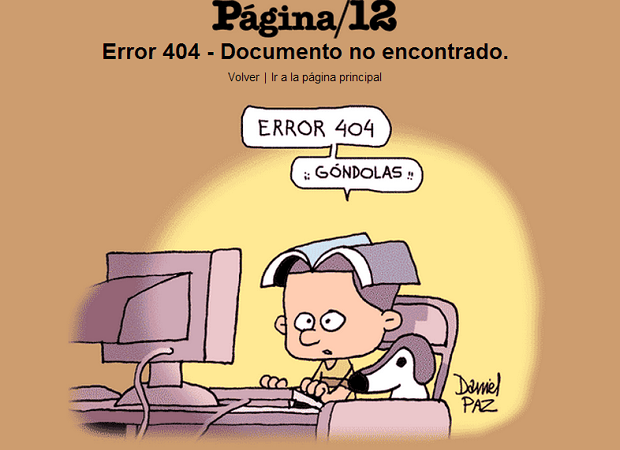 Página/12
Error 404 - Documento no encontrado.
Volver | Ir a la página principal
ERROR 404
¡¡ GÓNDOLAS !!
Daniel
PAZ